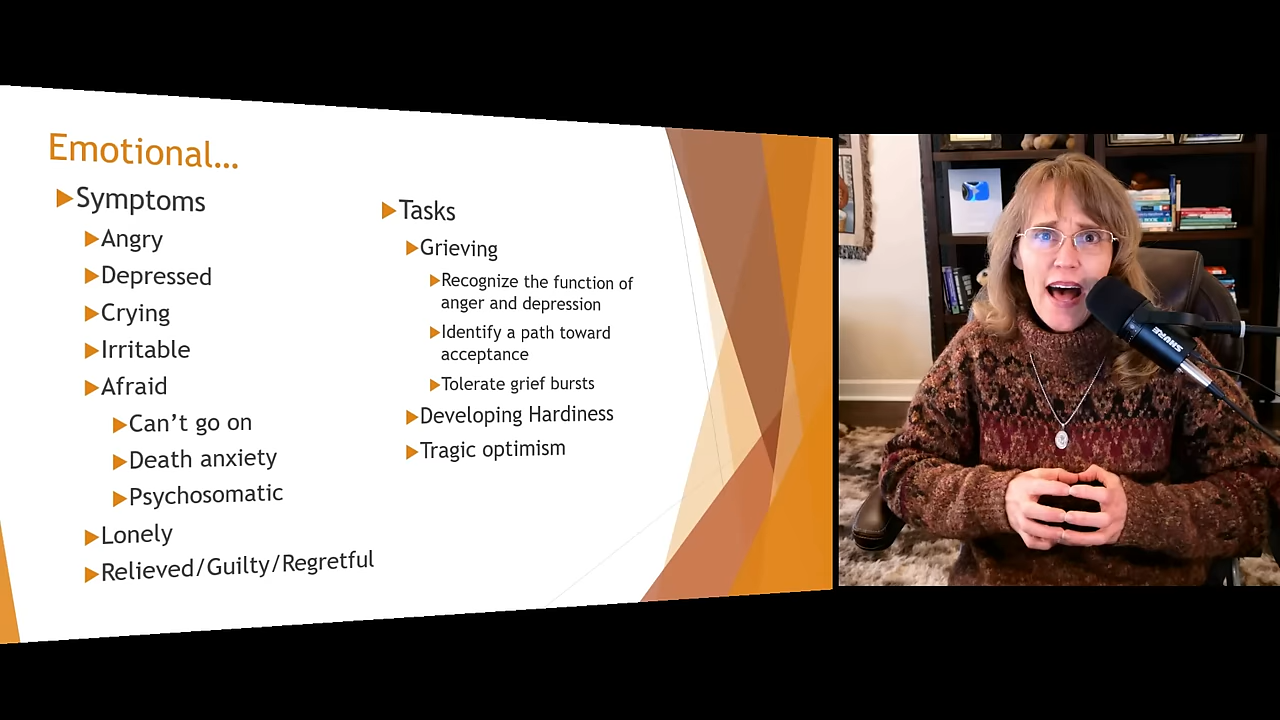 Emotional...
Symptoms
Angry
Depressed
Crying
Irritable
Afraid
Can't go on
Death anxiety
Psychosomatic
Lonely
Relieved/Guilty/Regretful
Tasks
Grieving
Recognize the function of
anger and depression
Identify a path toward
acceptance
Tolerate grief bursts
Developing Hardiness
Tragic optimism
SHURE